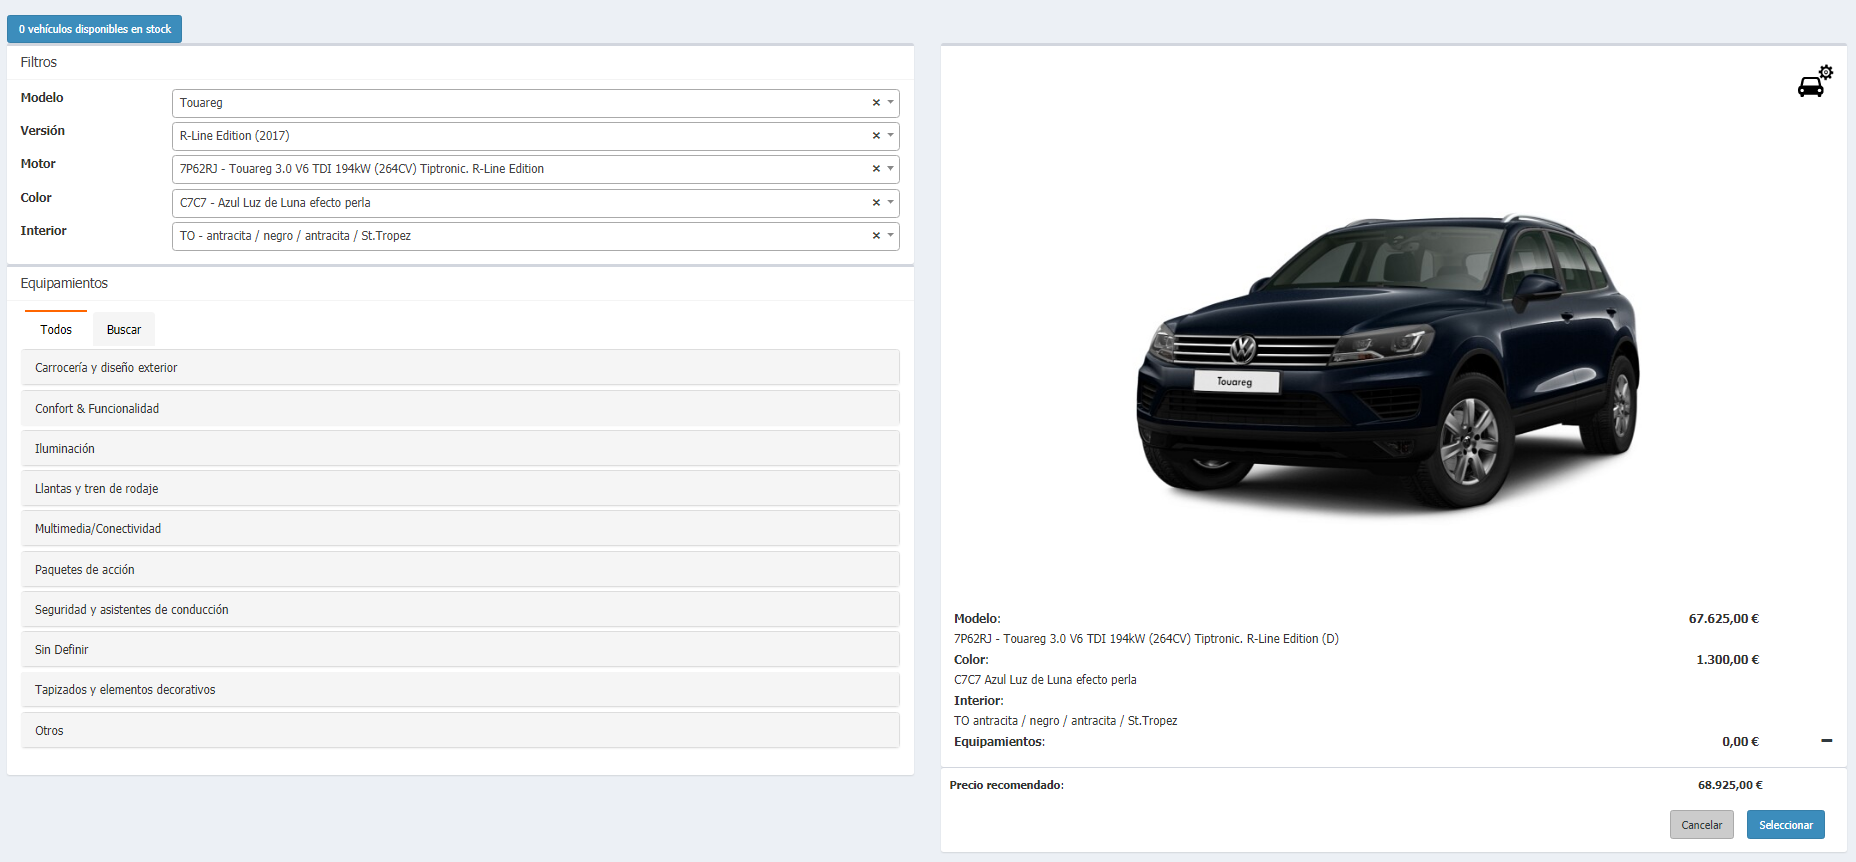 0 vehículos disponibles en stock
Filtros
Modelo
Touareg
Versión
R-Line Edition (2017)
Motor
7P62RJ - Touareg 3.0 V6 TDI 194kW (264CV) Tiptronic. R-Line Edition
Color
C7C7 - Azul Luz de Luna efecto perla
Interior
TO - antracita / negro / antracita / St.Tropez
Equipamientos
Todos
Buscar
Carrocería y diseño exterior
Confort & Funcionalidad
Iluminación
Llantas y tren de rodaje
Multimedia/Conectividad
Paquetes de acción
Seguridad y asistentes de conducción
Sin Definir
Tapizados y elementos decorativos
Otros
Touareg
Modelo: 67.625,00 €
7P62RJ - Touareg 3.0 V6 TDI 194kW (264CV) Tiptronic. R-Line Edition (D)
Color: 1.300,00 €
C7C7 Azul Luz de Luna efecto perla
Interior:
TO antracita / negro / antracita / St.Tropez
Equipamientos: 0,00 €
Precio recomendado: 68.925,00 €
Cancelar
Seleccionar